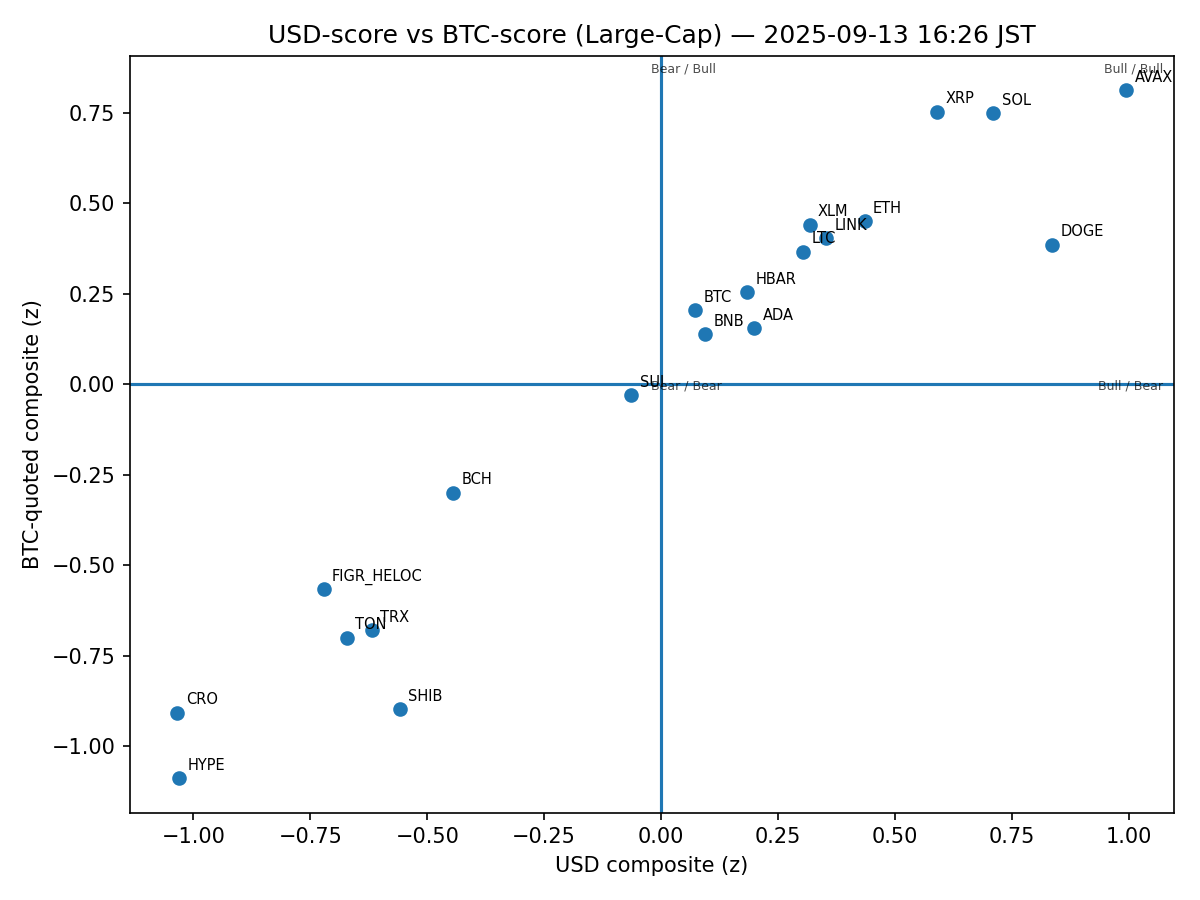 USD-score vs BTC-score (Large-Cap) — 2025-09-13 16:26 JST
Bear / Bull
Bull / Bull
AVAX
XRP
SOL
XLM
ETH
LINK
LTC
DOGE
HBAR
BTC
BNB
ADA
SUI
Bear / Bear
Bull / Bear
BCH
FIGR_HELOC
TRX
TON
CRO
SHIB
HYPE
0.75
0.50
0.25
0.00
−0.25
−0.50
−0.75
−1.00
BTC-quoted composite (z)
−1.00
−0.75
−0.50
−0.25
0.00
0.25
0.50
0.75
1.00
USD composite (z)